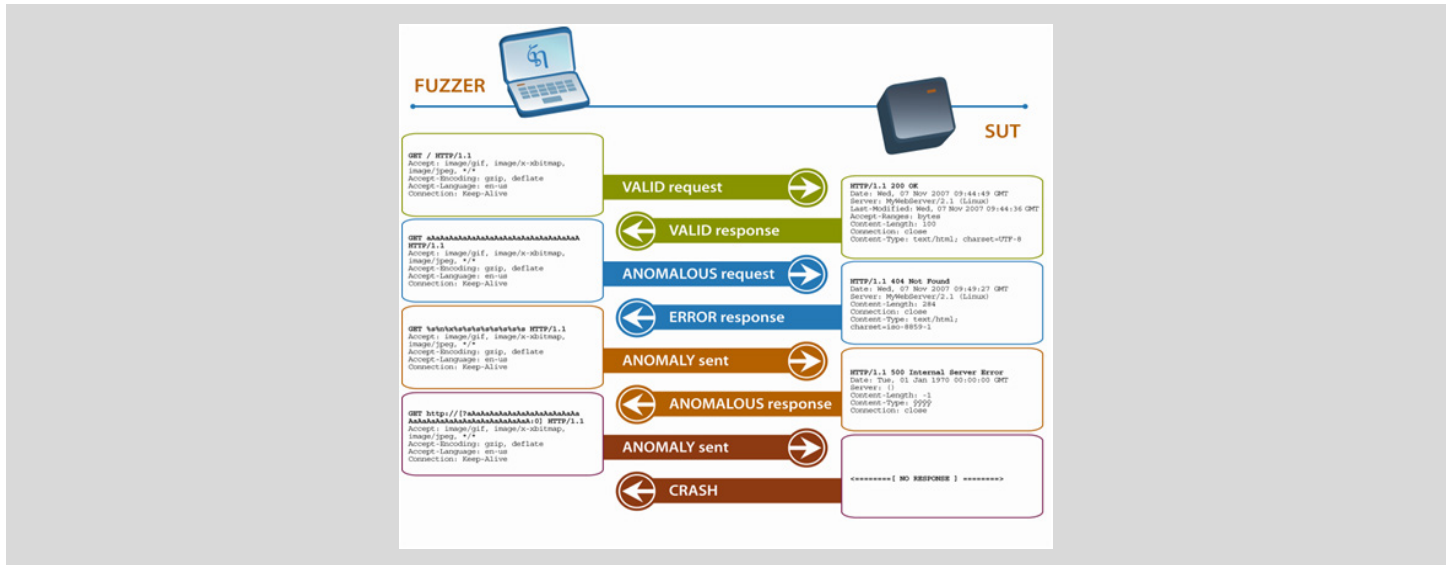 FUZZER
SUT
GET / HTTP/1.1
Accept: image/gif, image/x-xbitmap,
image/jpeg, */*
Accept-Encoding: gzip, deflate
Accept-Language: en-us
Connection: Keep-Alive
VALID request
HTTP/1.1 200 OK
Date: Wed, 07 Nov 2007 09:44:49 GMT
Server: MyWebServer/2.1 (Linux)
Last-Modified: Wed, 07 Nov 2007 09:44:36 GMT
Accept-Ranges: bytes
Content-Length: 100
Connection: close
Content-Type: text/html; charset=UTF-8
VALID response
GET
HTTP/1.1
Accept: image/gif, image/x-xbitmap,
image/jpeg, */*
Accept-Encoding: gzip, deflate
Accept-Language: en-us
Connection: Keep-Alive
ANOMALOUS request
HTTP/1.1 404 Not Found
Date: Wed, 07 Nov 2007 09:49:27 GMT
Server: MyWebServer/2.1 (Linux)
Content-Length: 284
Connection: close
Content-Type: text/html;
charset=iso-8859-1
ERROR response
GET HTTP/1.1
Accept: image/gif, image/x-xbitmap,
image/jpeg, */*
Accept-Encoding: gzip, deflate
Accept-Language: en-us
Connection: Keep-Alive
ANOMALY sent
HTTP/1.1 500 Internal Server Error
Date: Tue, 01 Jan 1970 00:00:00 GMT
Server: ()
Content-Length: -1
Content-Type:
Connection: close
ANOMALOUS response
GET
HTTP/1.1
Accept: image/gif, image/x-xbitmap,
image/jpeg, */*
Accept-Encoding: gzip, deflate
Accept-Language: en-us
Connection: Keep-Alive
ANOMALY sent
<========[ NO RESPONSE ] ========>
CRASH